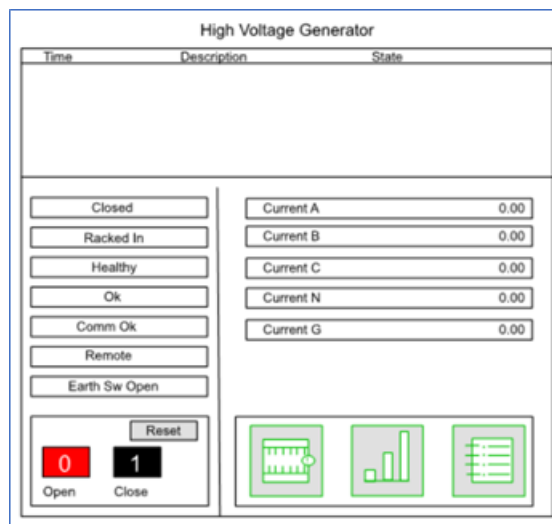 High Voltage Generator
Time Description State
Closed
Racked In
Healthy
Ok
Comm Ok
Remote
Earth Sw Open
Current A 0.00
Current B 0.00
Current C 0.00
Current N 0.00
Current G 0.00
Reset
0 1
Open Close